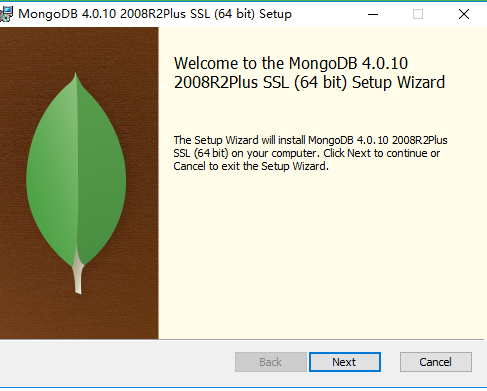 MongoDB 4.0.10 2008R2Plus SSL (64 bit) Setup
Welcome to the MongoDB 4.0.10
2008R2Plus SSL (64 bit) Setup Wizard
The Setup Wizard will install MongoDB 4.0.10 2008R2Plus
SSL (64 bit) on your computer. Click Next to continue or
Cancel to exit the Setup Wizard.
Back Next Cancel